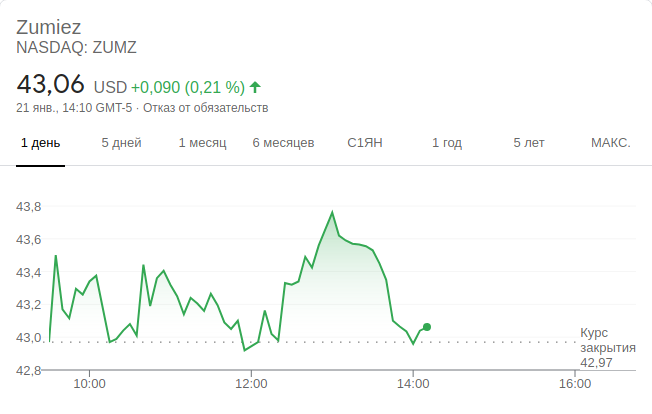 Zumiez
NASDAQ: ZUMZ
43,06 USD +0,090 (0,21 %)
21 янв., 14:10 GMT-5 · Отказ от обязательств
1 день 5 дней 1 месяц 6 месяцев С1ЯН 1 год 5 лет МАКС.
43,8
43,6
43,4
43,2
43,0
42,8
Курс
закрытия
42,97
10:00 12:00 14:00 16:00